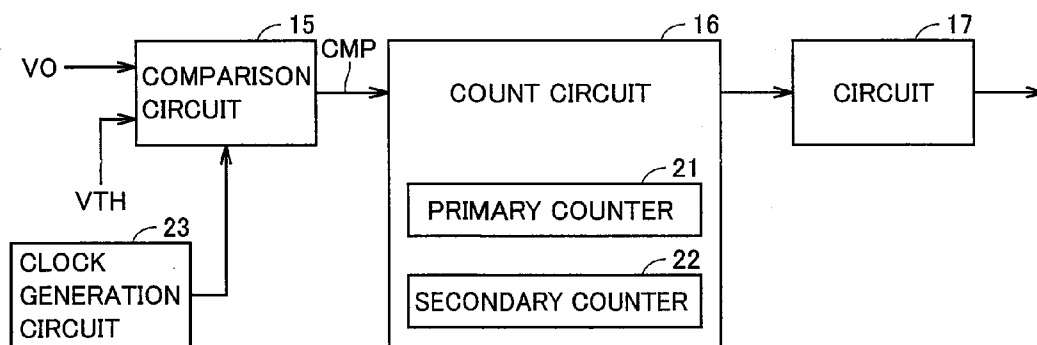 15
16
17
VO
COMPARISON
CIRCUIT
CMP
COUNT CIRCUIT
CIRCUIT
VTH
21
PRIMARY COUNTER
23
CLOCK
GENERATION
CIRCUIT
22
SECONDARY COUNTER